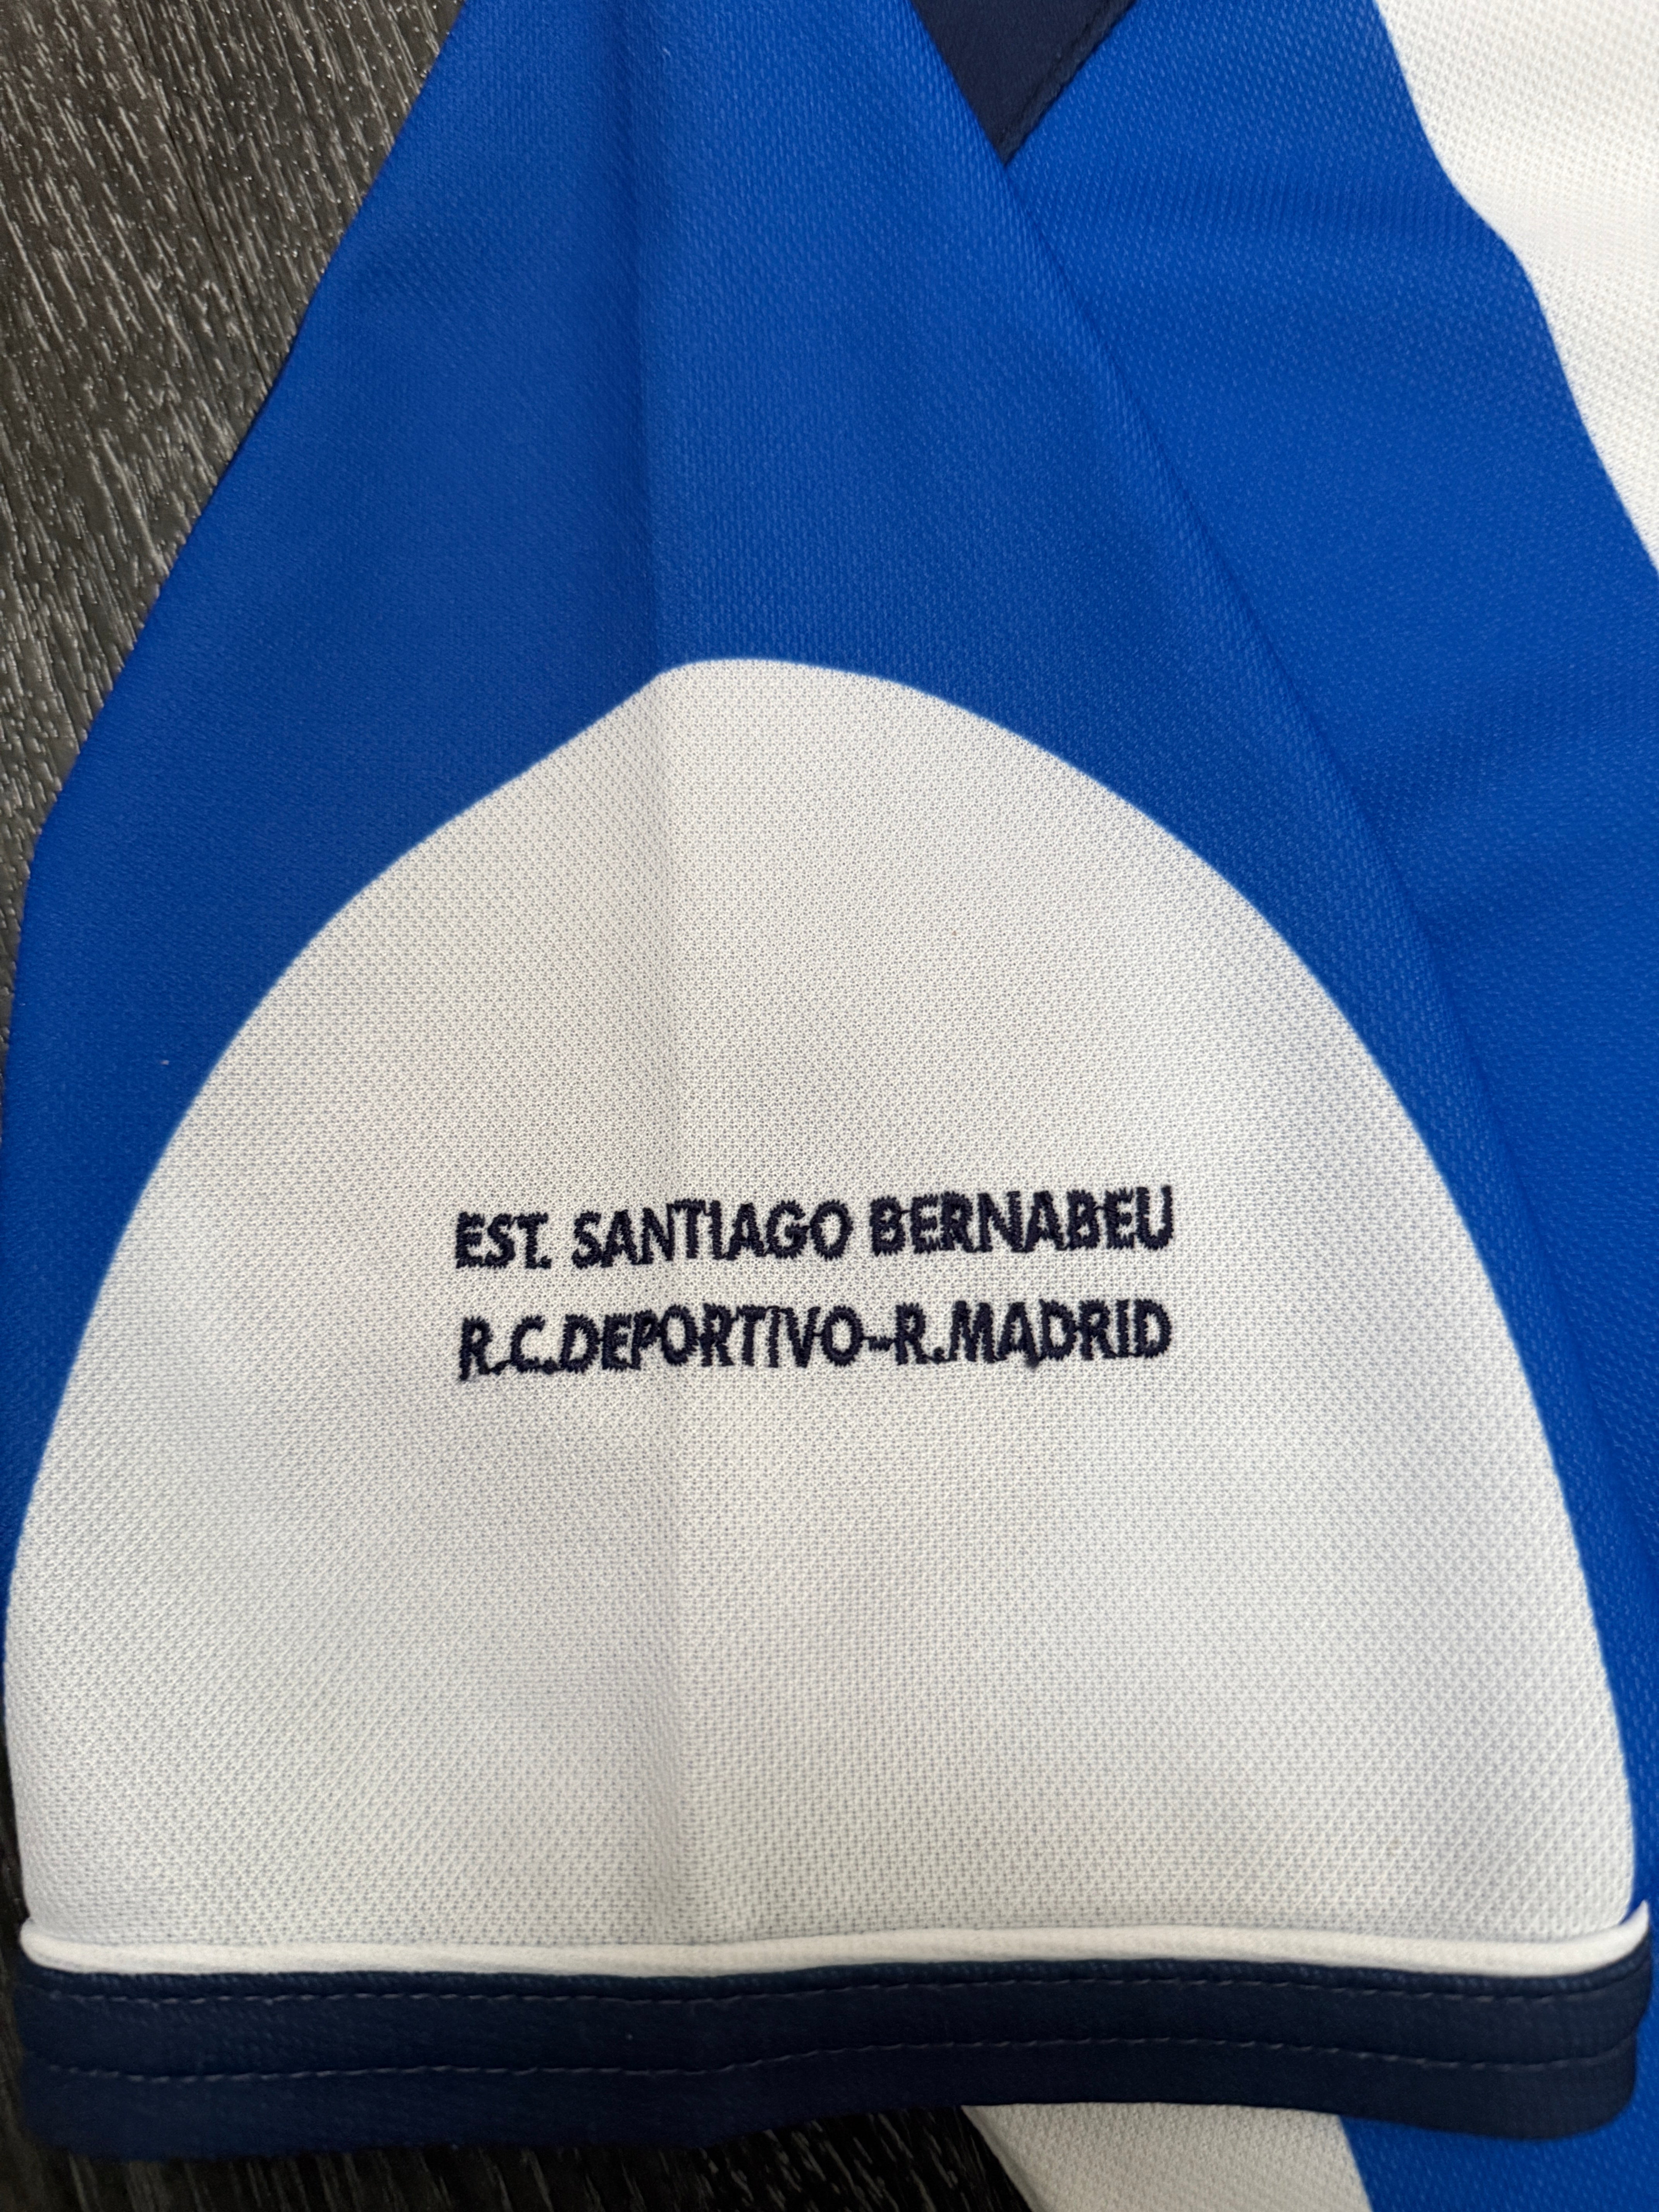 EST. SANTIAGO BERNABEU
R.C.DEPORTIVO-R.MADRID